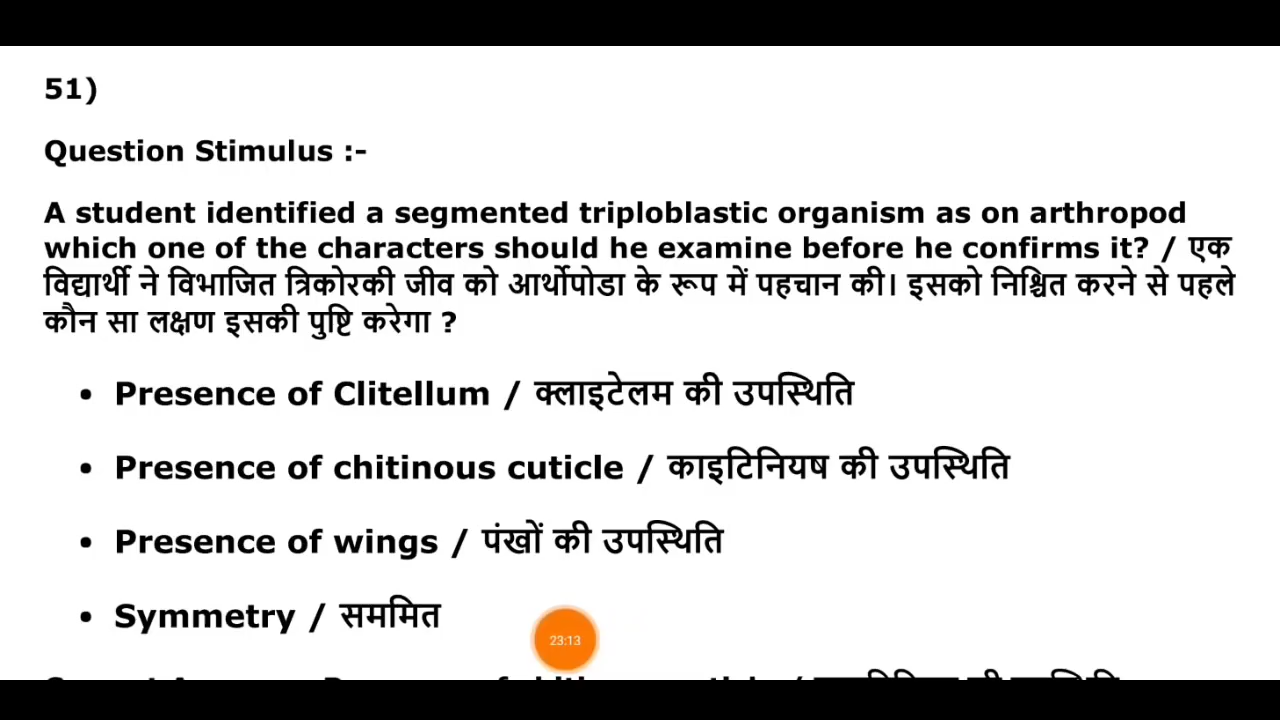 51)
Question Stimulus :-
A student identified a segmented triploblastic organism as on arthropod
which one of the characters should he examine before he confirms it? / एक
विद्यार्थी ने विभाजित त्रिकोरकी जीव को आर्थोपोडा के रूप में पहचान की। इसको निश्चित करने से पहले
कौन सा लक्षण इसकी पुष्टि करेगा ?
• Presence of Clitellum / क्लाइटेलम की उपस्थिति
• Presence of chitinous cuticle / काइटिनियष की उपस्थिति
• Presence of wings / पंखों की उपस्थिति
• Symmetry / सममित
23:13